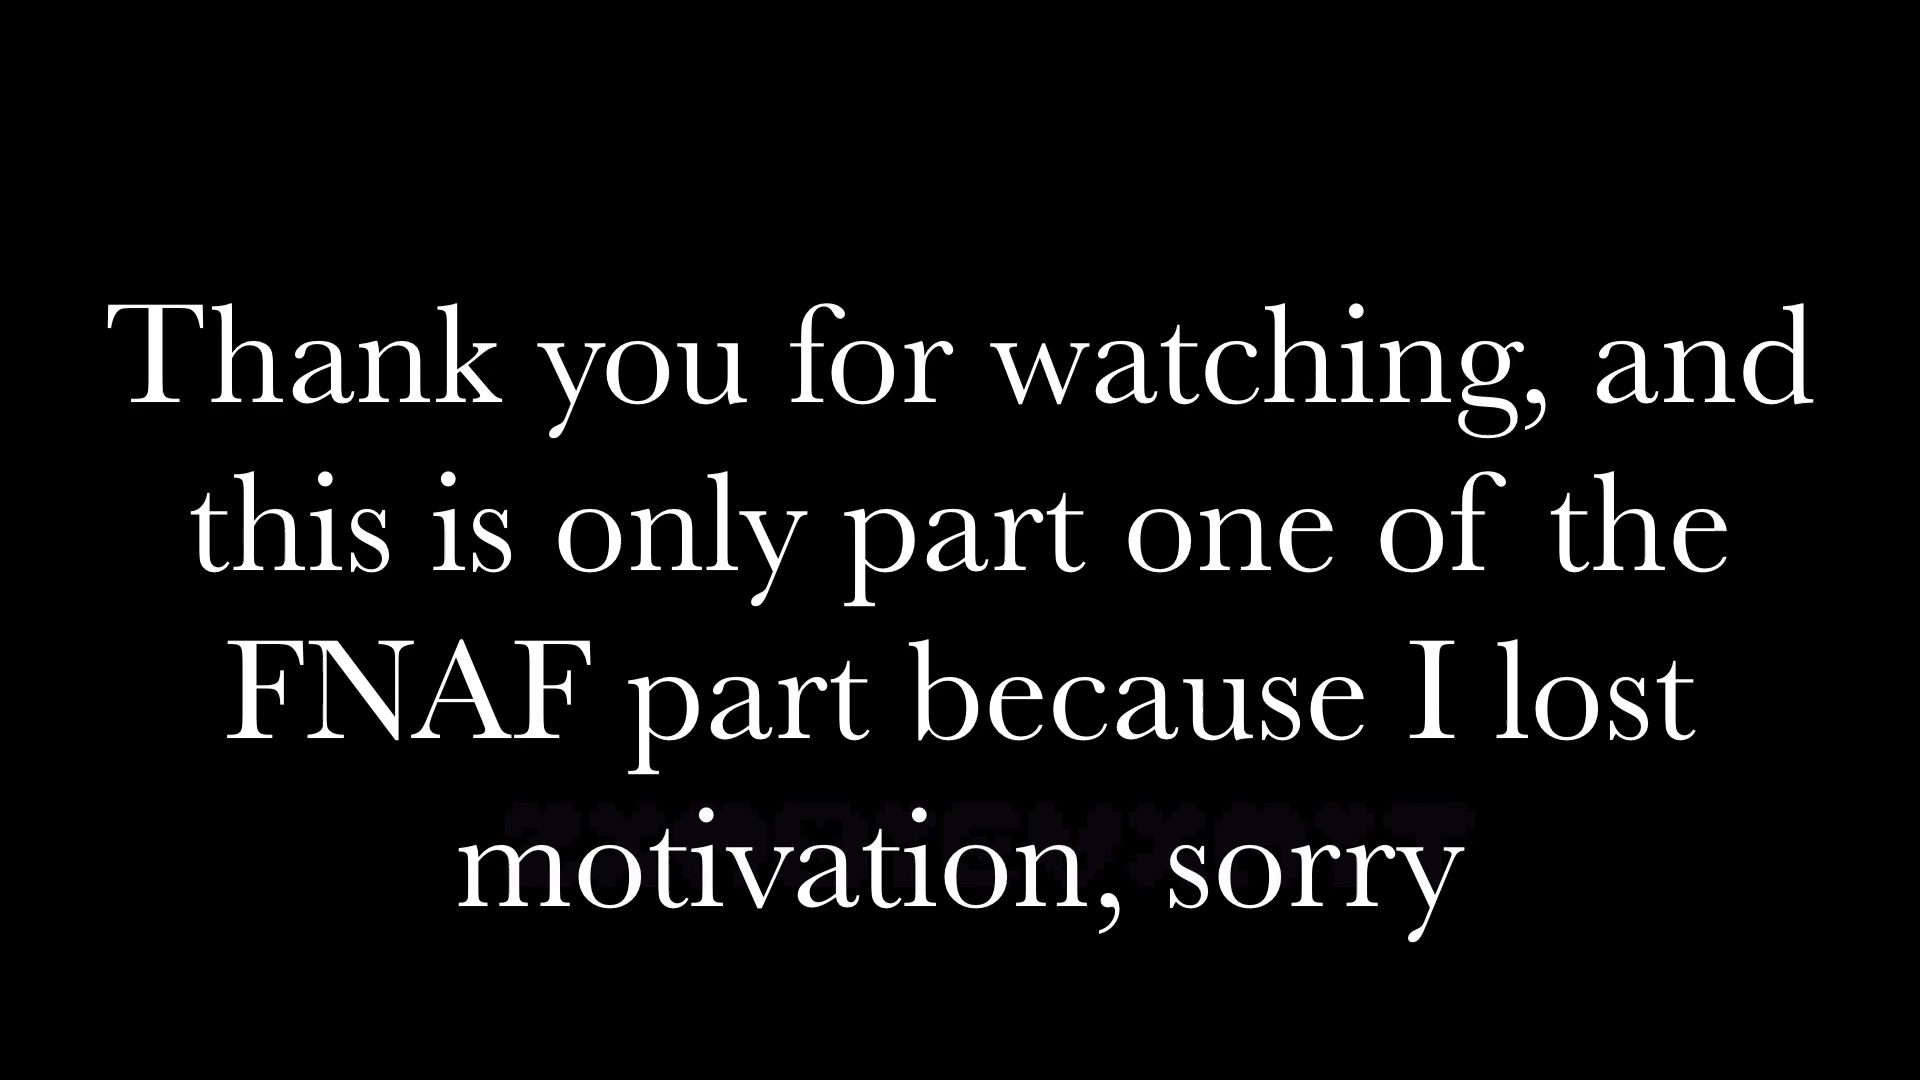 Thank you for watching, and
this is only part one of the
FNAF part because I lost
motivation, sorry